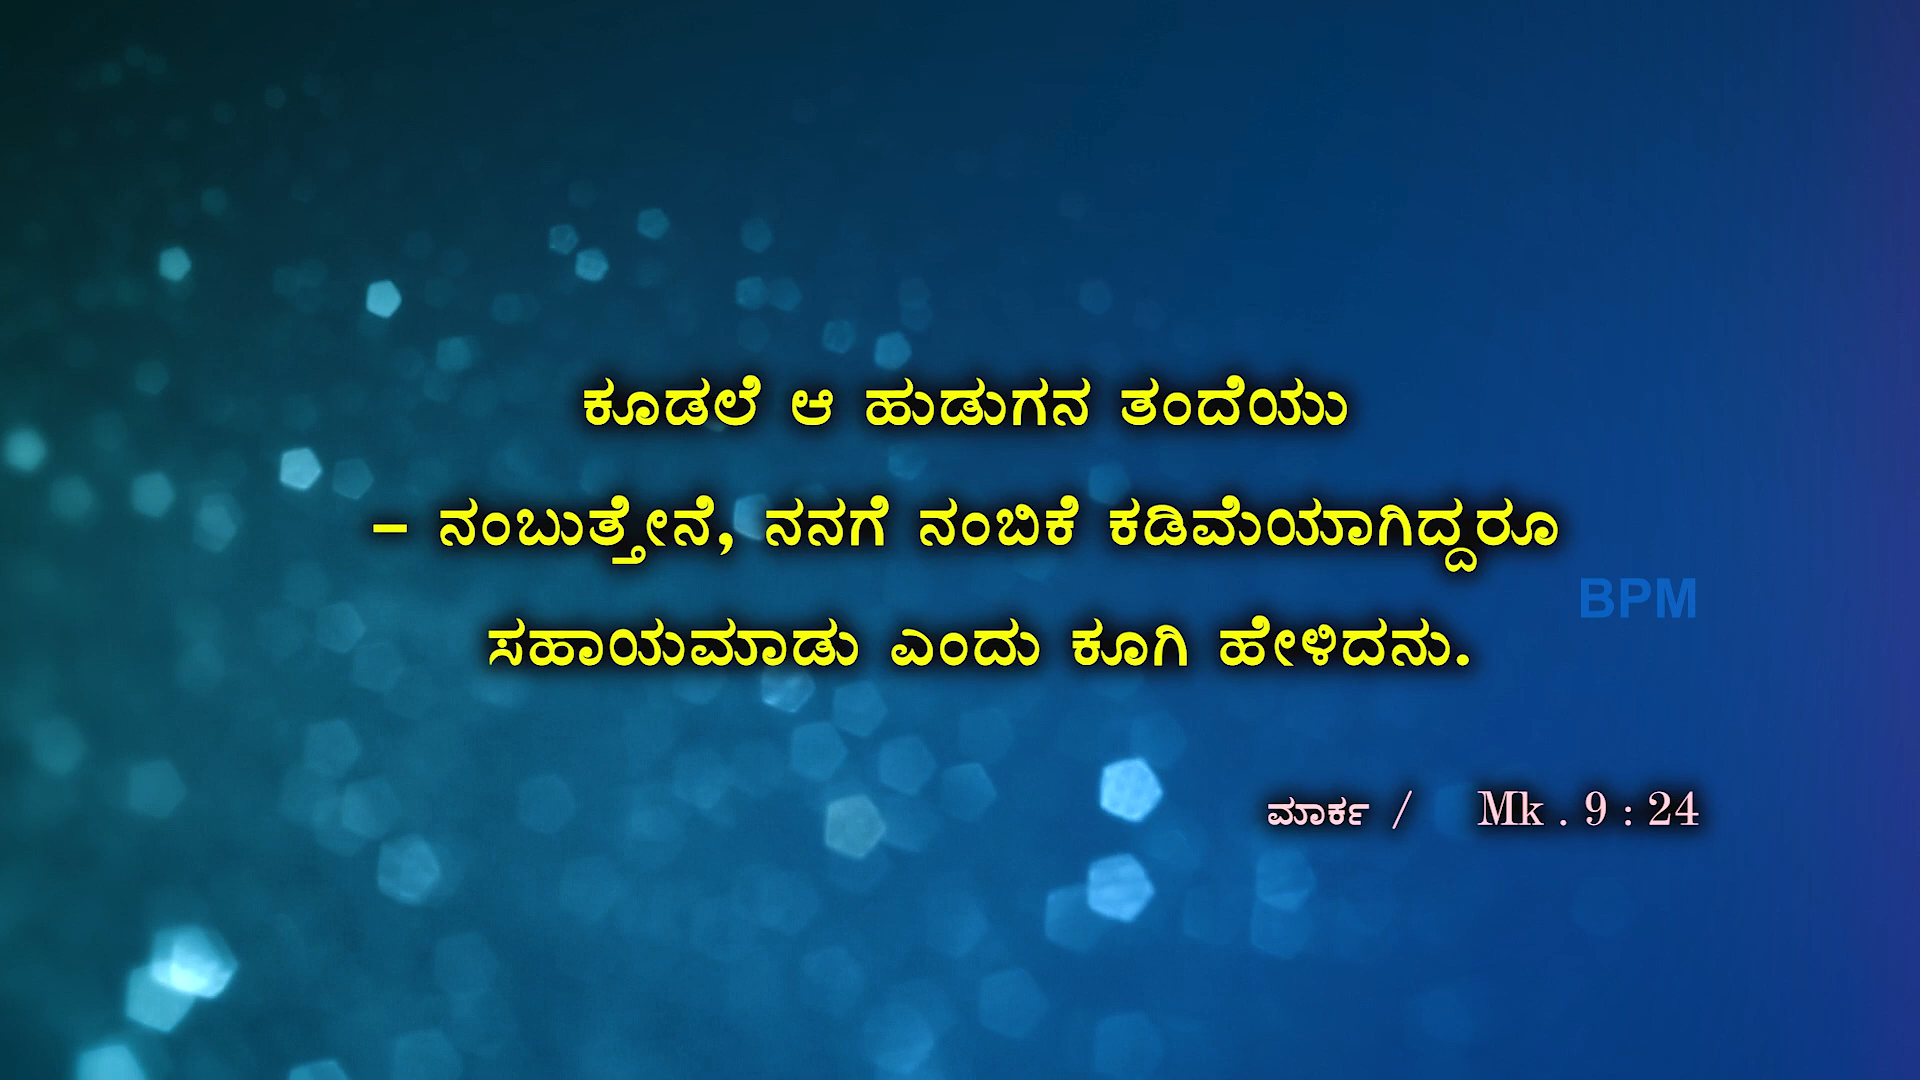 ಕೂಡಲೆ ಆ ಹುಡುಗನ ತಂದೆಯು
– ನಂಬುತ್ತೇನೆ, ನನಗೆ ನಂಬಿಕೆ ಕಡಿಮೆಯಾಗಿದ್ದರೂ
BPM
ಸಹಾಯಮಾಡು ಎಂದು ಕೂಗಿ ಹೇಳಿದನು.
ಮಾರ್ಕ / Mk . 9 : 24